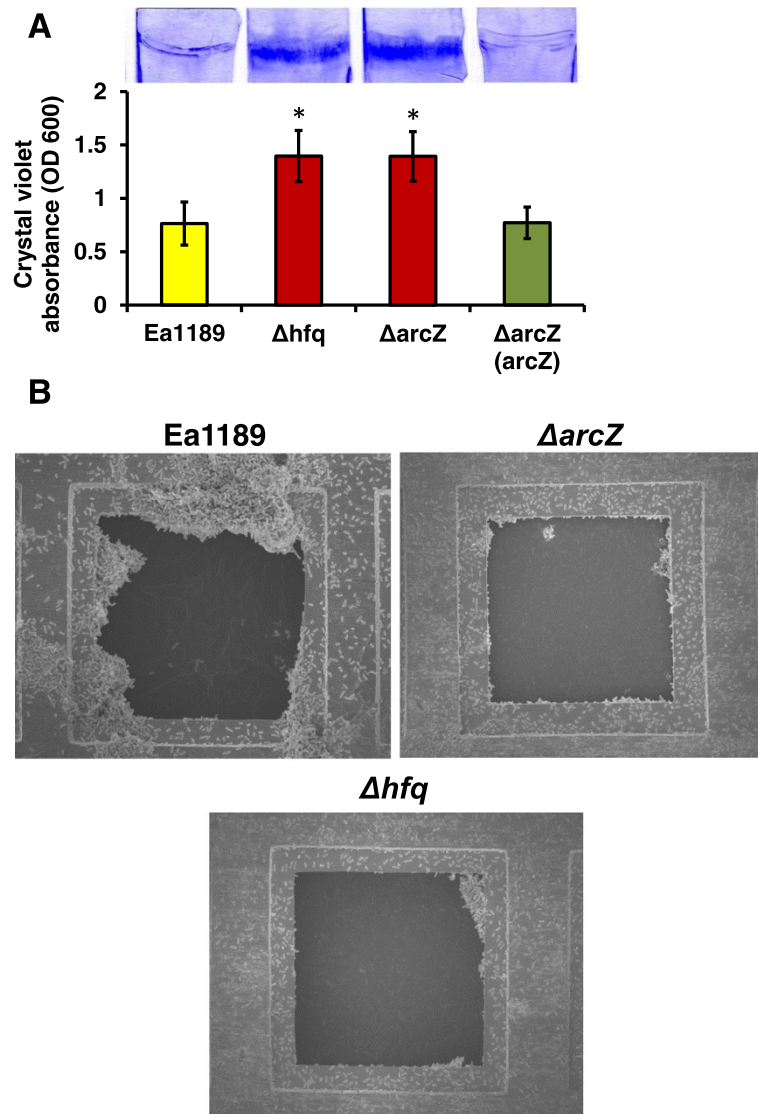 A
Crystal violet
absorbance (OD 600)
2
1.5
1
0.5
0
*
*
Ea1189
Δhfq
ΔarcZ
ΔarcZ
(arcZ)
B
Ea1189
ΔarcZ
Δhfq